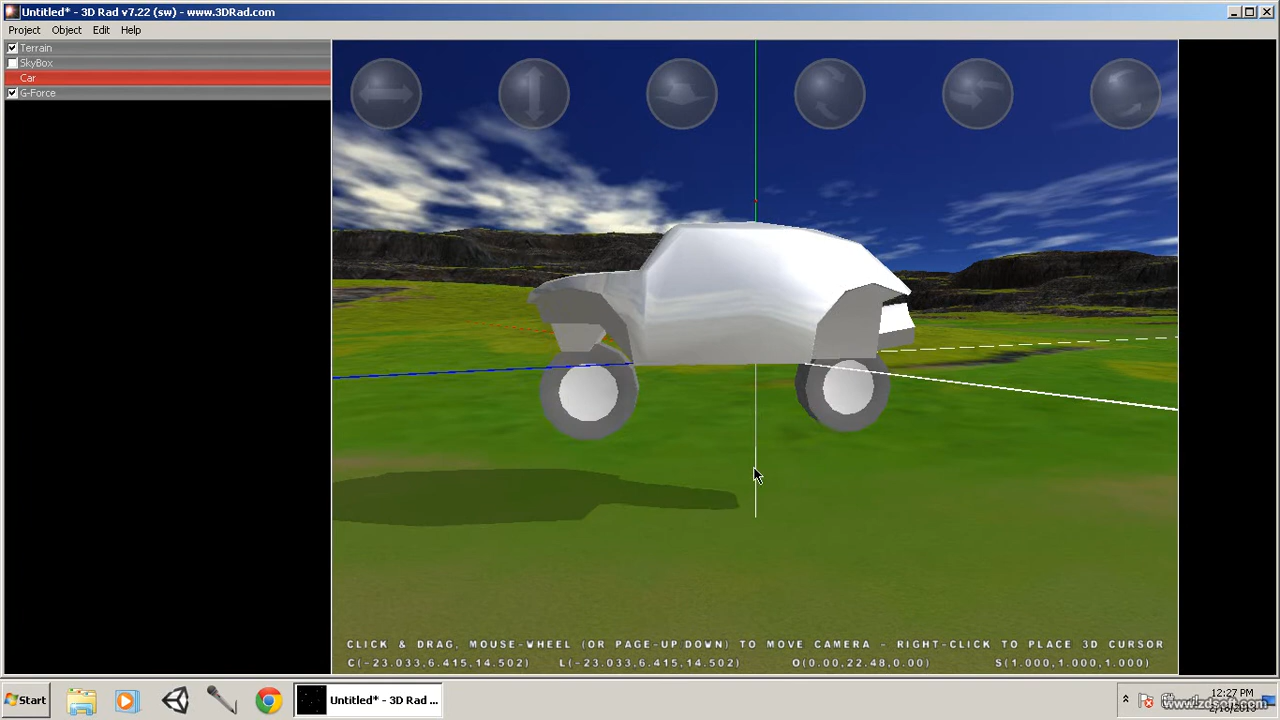 Untitled* - 3D Rad v7.22 (sw) - www.3DRad.com
Project Object Edit Help
Terrain
SkyBox
Car
G-Force
CLICK & DRAG, MOUSE-WHEEL (OR PAGE-UP/DOWN) TO MOVE CAMERA - RIGHT-CLICK TO PLACE 3D CURSOR
C(-23.033,6.415,14.502) L(-23.033,6.415,14.502) O(0.00,22.48,0.00) S(1.000,1.000,1.000)
Start
Untitled* - 3D Rad ...
12:27 PM
2/18/2013
www.zdsoft.com